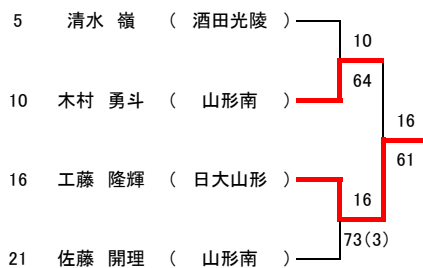 5 清水 嶺 ( 酒田光陵 )
10
64
10 木村 勇斗 ( 山形南 )
16
61
16 工藤 隆輝 ( 日大山形 )
16
73(3)
21 佐藤 開理 ( 山形南 )